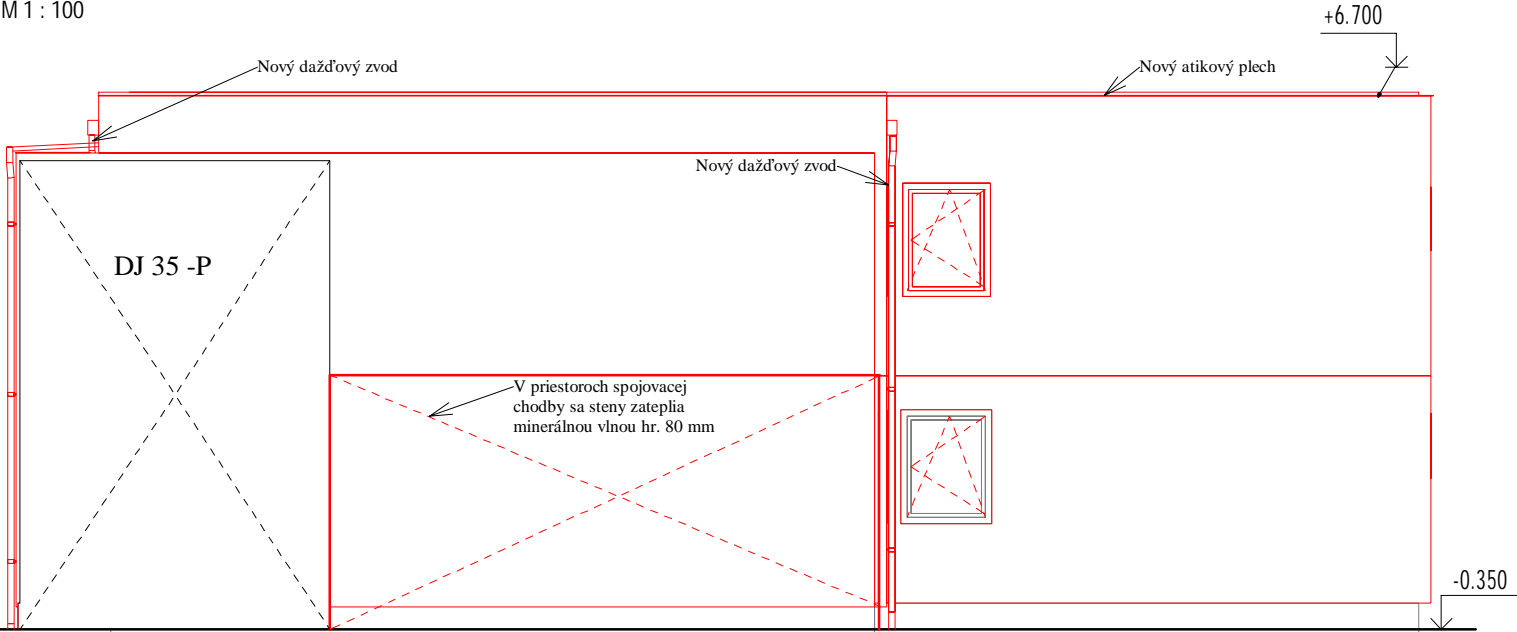 M 1 : 100
+6.700
Nový dažďový zvod
Nový atikový plech
Nový dažďový zvod
DJ 35 -P
V priestoroch spojovacej
chodby sa steny zateplia
minerálnou vlnou hr. 80 mm
-0.350